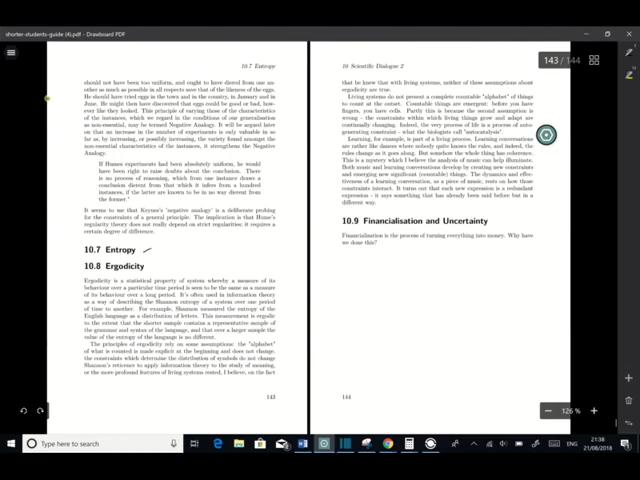 shorter-students-guide (4).pdf - Drawboard PDF
143 / 144
10.7 Entropy
should not have been too uniform, and ought to have diered from one an-
other as much as possible in all respects save that of the likeness of the eggs.
He should have tried eggs in the town and in the country, in January and in
June. He might then have discovered that eggs could be good or bad, how-
ever like they looked. This principle of varying those of the characteristics
of the instances, which we regard in the conditions of our generalisation
as non-essential, may be termed Negative Analogy. It will be argued later
on that an increase in the number of experiments is only valuable in so
far as, by increasing, or possibly increasing, the variety found amongst the
non-essential characteristics of the instances, it strengthens the Negative
Analogy.
If Humes experiments had been absolutely uniform, he would
have been right to raise doubts about the conclusion. There
is no process of reasoning, which from one instance draws a
conclusion dierent from that which it infers from a hundred
instances, if the latter are known to be in no way dierent from
the former."
It seems to me that Keynes's 'negative analogy' is a deliberate probing
for the constraints of a general principle. The implication is that Hume's
regularity theory does not really depend on strict regularities; it requires a
certain degree of difference.
10.7 Entropy
10.8 Ergodicity
Ergodicity is a statistical property of system whereby a measure of its
behaviour over a particular time period is seen to be the same as a measure
of its behaviour over a long period. It's often used in information theory
as a way of describing the Shannon entropy of a system over one period
of time to another. For example, Shannon measured the entropy of the
English language as a distribution of letters. This measurement is ergodic
to the extent that the shorter sample contains a representative sample of
the grammar and syntax of the language, and that over a larger sample the
value of the entropy of the language is no different.
The principles of ergodicity rely on some assumptions: the "alphabet"
of what is counted is made explicit at the beginning and does not change.
the constraints which determine the distribution of symbols do not change
Shannon's reticence to apply information theory to the study of meaning,
or the more profound features of living systems rested, I believe, on the fact
143
10 Scientific Dialogue 2
that he knew that with living systems, neither of these assumptions about
ergodicity are true.
Living systems do not present a complete countable "alphabet" of things
to count at the outset. Countable things are emergent: before you have
fingers, you have cells. Partly this is because the second assumption is
wrong - the constraints within which living things grow and adapt are
continually changing. Indeed, the very process of life is a process of auto-
generating constraint - what the biologists call "autocatalysis".
Learning, for example, is part of a living process. Learning conversations
are rather like dances where nobody quite knows the rules, and indeed, the
rules change as it goes along. But somehow the whole thing has coherence.
This is a mystery which I believe the analysis of music can help illuminate.
Both music and learning conversations develop by creating new constraints
and emerging new significant (countable) things. The dynamics and effec-
tiveness of a learning conversation, as a piece of music, rests on how those
constraints interact. It turns out that each new expression is a redundant
expression - it says something that has already been said before but in a
different way.
10.9 Financialisation and Uncertainty
Financialisation is the process of turning everything into money. Why have
we done this?
144
126 %
Type here to search
ENG
21:38
21/08/2018